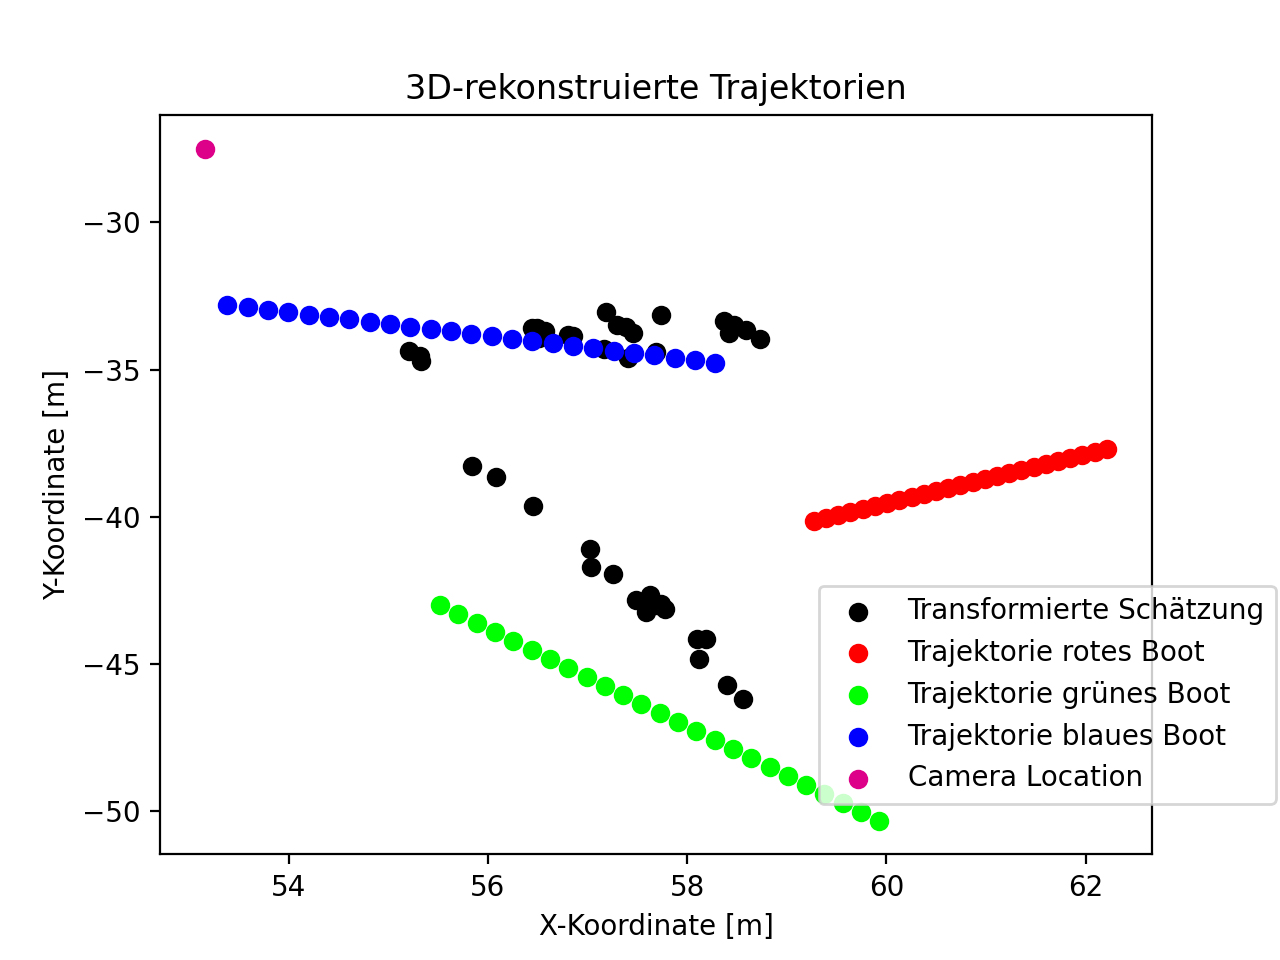 3D-rekonstruierte Trajektorien
Y-Koordinate [m]
−30
−35
−40
−45
−50
54
56
58
60
62
X-Koordinate [m]
Transformierte Schätzung
Trajektorie rotes Boot
Trajektorie grünes Boot
Trajektorie blaues Boot
Camera Location